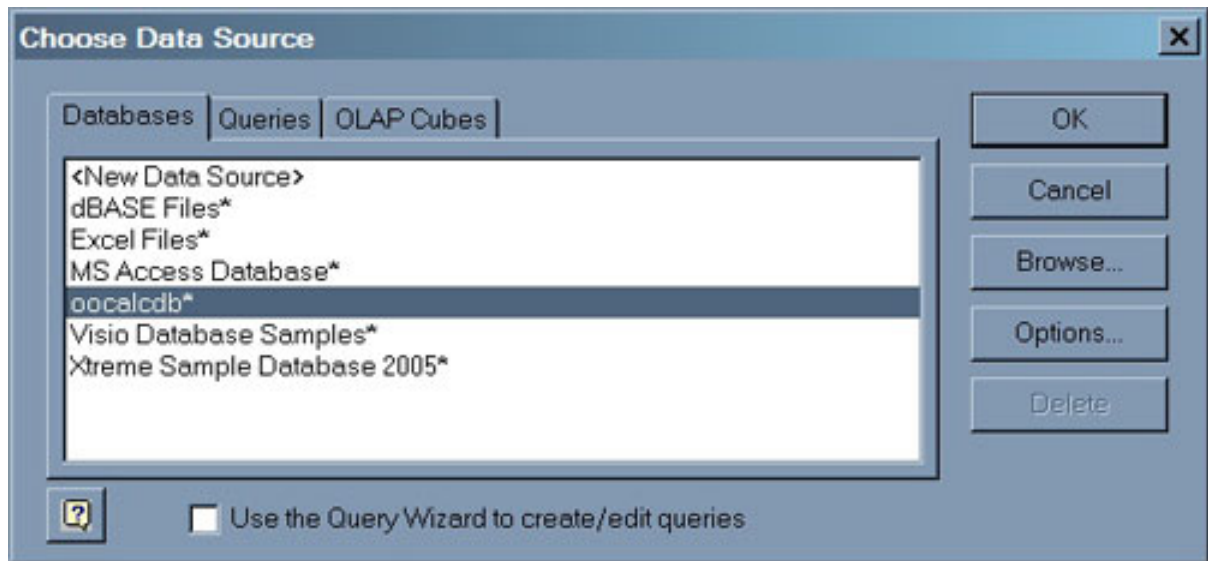 Choose Data Source
Databases Queries OLAP Cubes
<New Data Source>
dBASE Files*
Excel Files*
MS Access Database*
oocalcdb*
Visio Database Samples*
Xtreme Sample Database 2005*
OK
Cancel
Browse...
Options...
Delete
Use the Query Wizard to create/edit queries